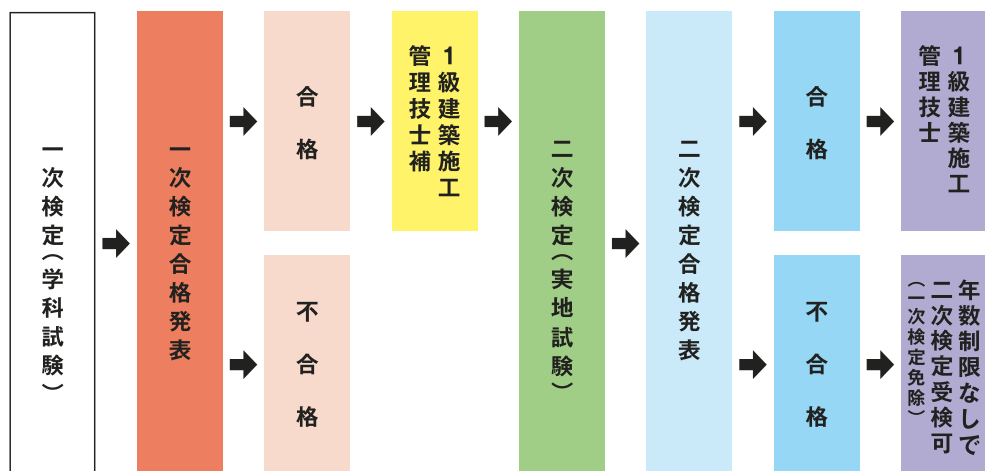 一次検定(学科試験)
一次検定合格発表
合格
不合格
1級建築施工
管理技士補
二次検定(実地試験)
二次検定合格発表
合格
不合格
1級建築施工
管理技士
年数制限なしで
二次検定受検可
(一次検定免除)